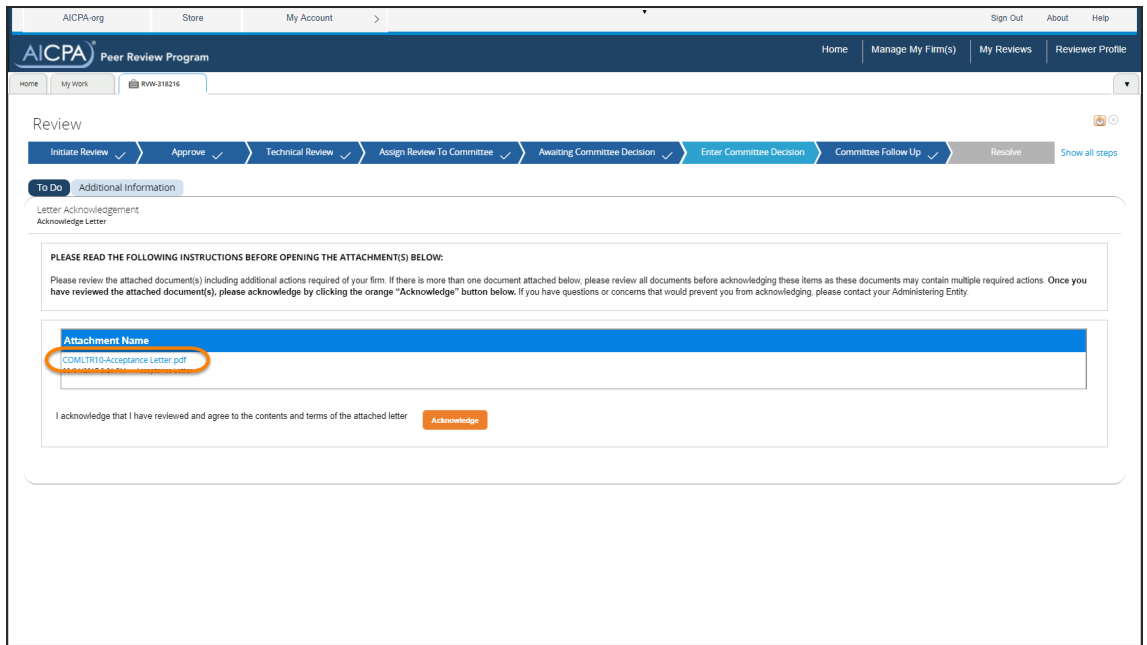 AICPA-org Store My Account > Sign Out About Help
AICPA Peer Review Program Home Manage My Firm(s) My Reviews Reviewer Profile
Home My Work RVW-318216
Review
Initiate Review Approve Technical Review Assign Review To Committee Awaiting Committee Decision Enter Committee Decision Committee Follow Up Resolve Show all steps
To Do Additional Information
Letter Acknowledgement
Acknowledge Letter
PLEASE READ THE FOLLOWING INSTRUCTIONS BEFORE OPENING THE ATTACHMENT(S) BELOW:
Please review the attached document(s) including additional actions required of your firm. If there is more than one document attached below, please review all documents before acknowledging these items as these documents may contain multiple required actions. Once you
have reviewed the attached document(s), please acknowledge by clicking the orange “Acknowledge” button below. If you have questions or concerns that would prevent you from acknowledging, please contact your Administering Entity.
Attachment Name
COMLTR10-Acceptance Letter.pdf
Acceptance Letter
I acknowledge that I have reviewed and agree to the contents and terms of the attached letter Acknowledge